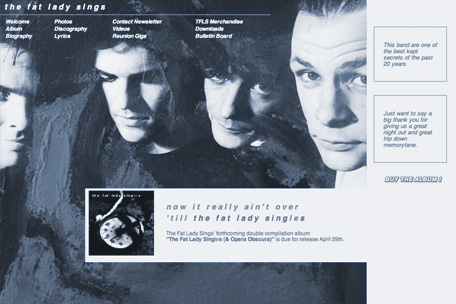 the fat lady sings
Welcome Photos Contact Newsletter TFLS Merchandise
Album Discography Videos Downloads
Biography Lyrics Reunion Gigs Bulletin Board
This band are one of
the best kept
secrets of the past
20 years
Just want to say a
big thank you for
giving us a great
night out and great
trip down
memorylane.
BUY THE ALBUM !
the fat lady singles
now it really ain't over
'till the fat lady singles
The Fat Lady Sings' forthcoming double compilation album
"The Fat Lady Singles (& Opera Obscura)" is due for release April 29th.